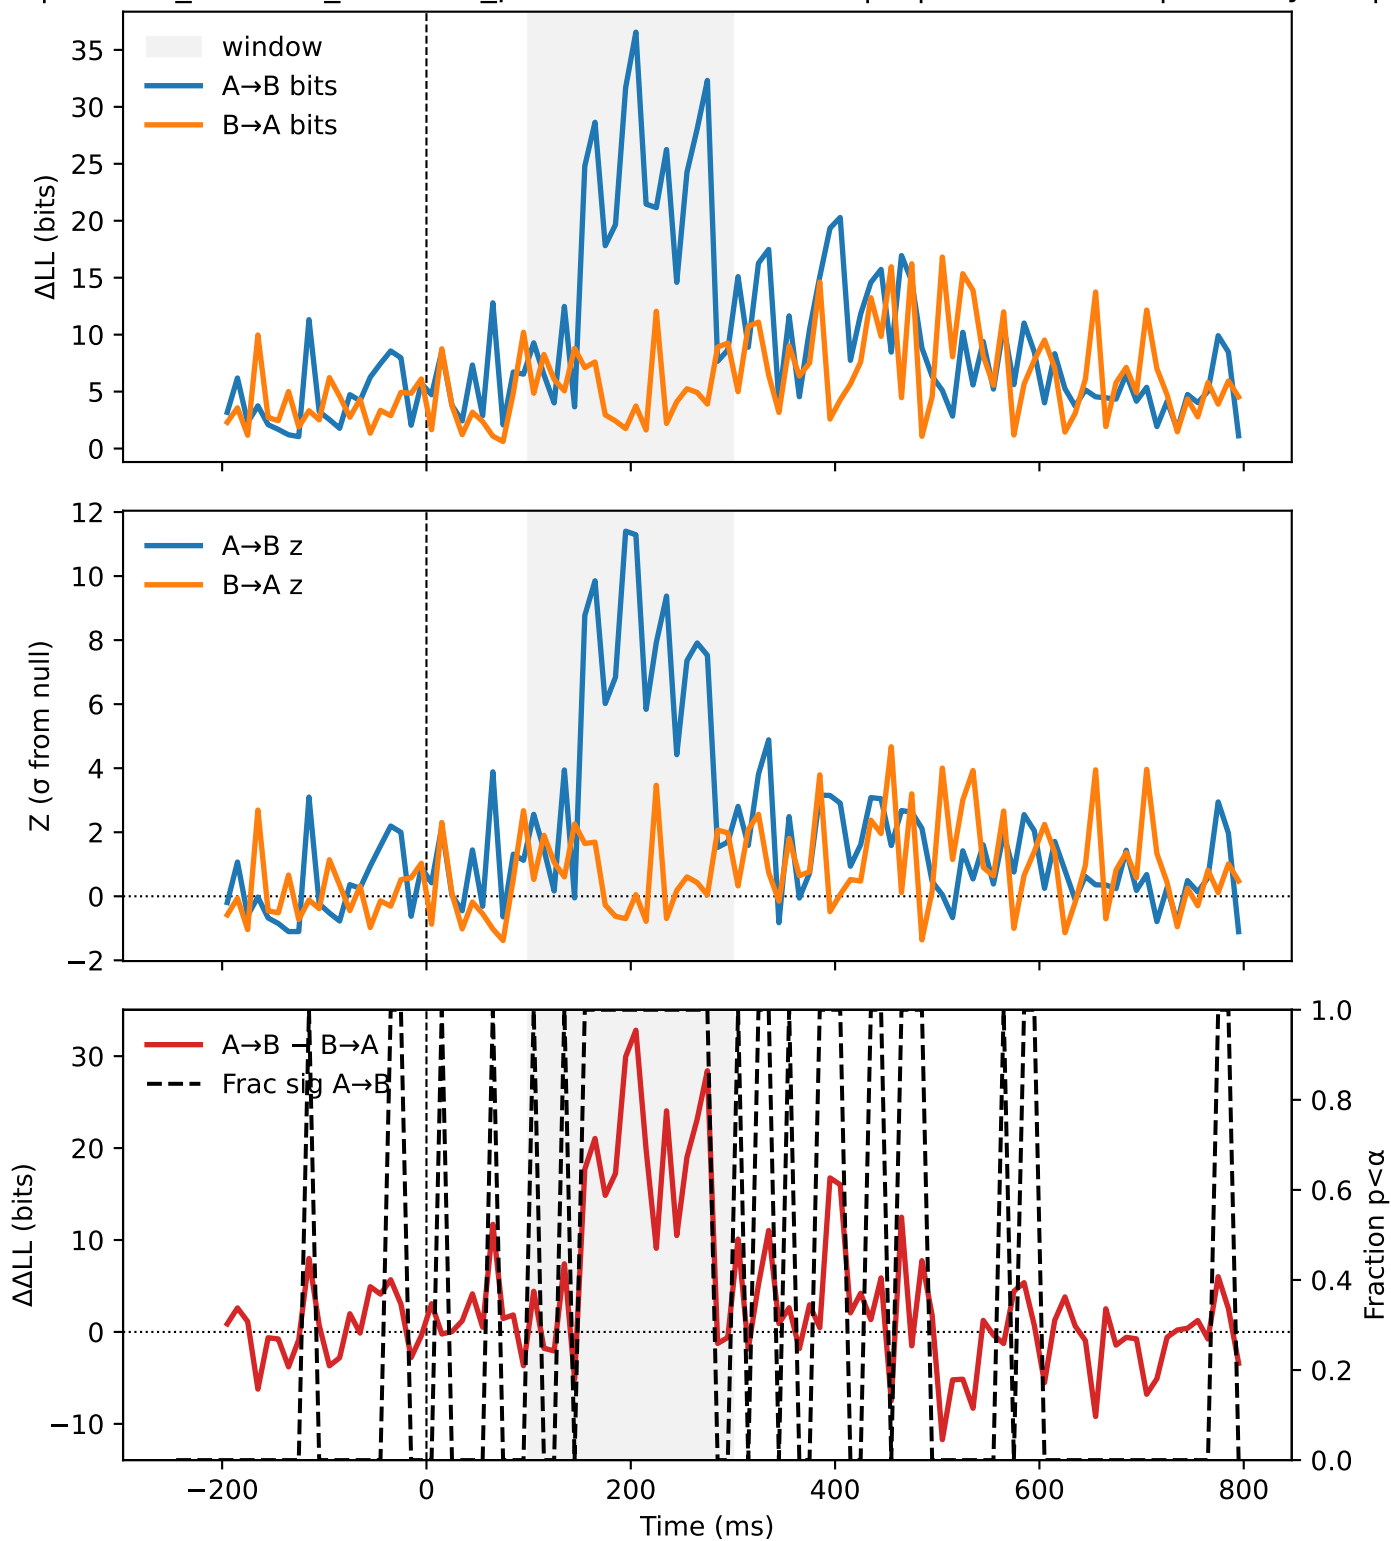 window
A→B bits
B→A bits
ΔLL (bits)
35
30
25
20
15
10
5
0
A→B z
B→A z
Z (σ from null)
12
10
8
6
4
2
0
−2
A→B − B→A
Frac sig A→B
ΔΔLL (bits)
30
20
10
0
−10
Fraction p<α
1.0
0.8
0.6
0.4
0.2
0.0
−200
0
200
400
600
800
Time (ms)